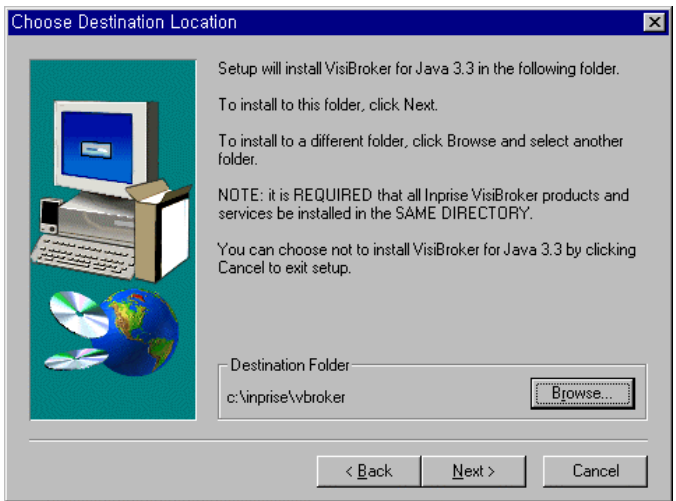 Choose Destination Location
Setup will install VisiBroker for Java 3.3 in the following folder.
To install to this folder, click Next.
To install to a different folder, click Browse and select another
folder.
NOTE: it is REQUIRED that all Inprise VisiBroker products and
services be installed in the SAME DIRECTORY.
You can choose not to install VisiBroker for Java 3.3 by clicking
Cancel to exit setup.
Destination Folder
c:\inprise\vbroker
Browse...
< Back
Next >
Cancel